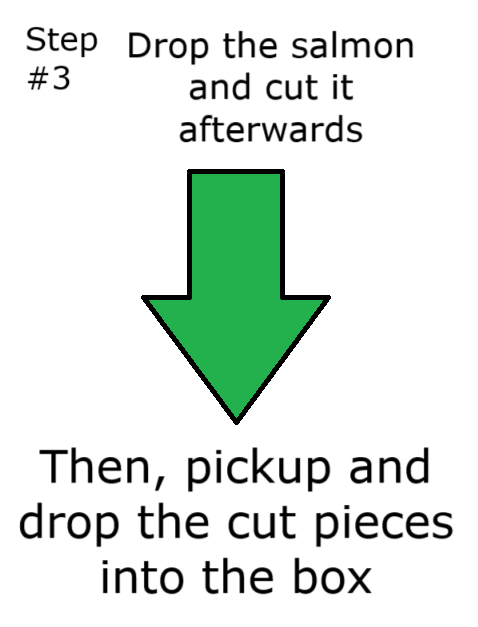 Step
#3
Drop the salmon
and cut it
afterwards
Then, pickup and
drop the cut pieces
into the box